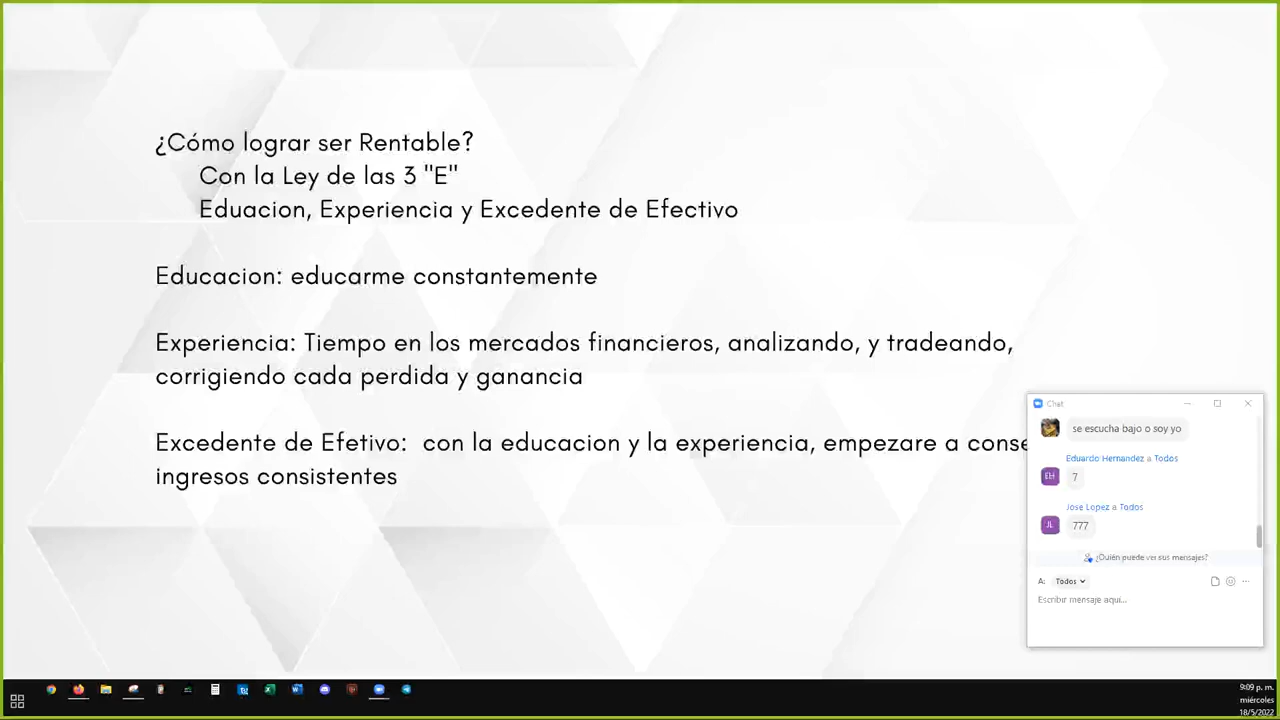 ¿Cómo lograr ser Rentable?
Con la Ley de las 3 "E"
Eduacion, Experiencia y Excedente de Efectivo
Educacion: educarme constantemente
Experiencia: Tiempo en los mercados financieros, analizando, y tradeando,
corrigiendo cada perdida y ganancia
Excedente de Efetivo: con la educacion y la experiencia, empezare a conse
ingresos consistentes
Chat
se escucha bajo o soy yo
Eduardo Hernandez a Todos
EH
7
Jose Lopez a Todos
JL
777
¿Quién puede ver sus mensajes?
A: Todos
Escribir mensaje aquí...
9:09 p. m.
miércoles
18/5/2022